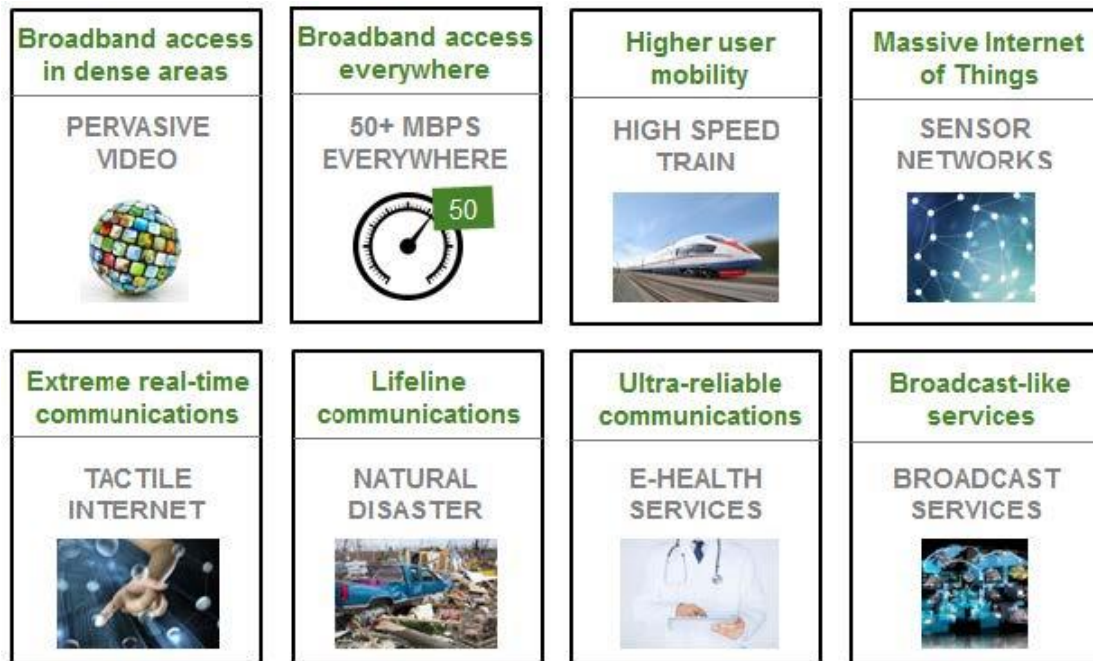 Broadband access
in dense areas
PERVASIVE
VIDEO
Broadband access
everywhere
50+ MBPS
EVERYWHERE
50
Higher user
mobility
HIGH SPEED
TRAIN
Massive Internet
of Things
SENSOR
NETWORKS
Extreme real-time
communications
TACTILE
INTERNET
Lifeline
communications
NATURAL
DISASTER
Ultra-reliable
communications
E-HEALTH
SERVICES
Broadcast-like
services
BROADCAST
SERVICES